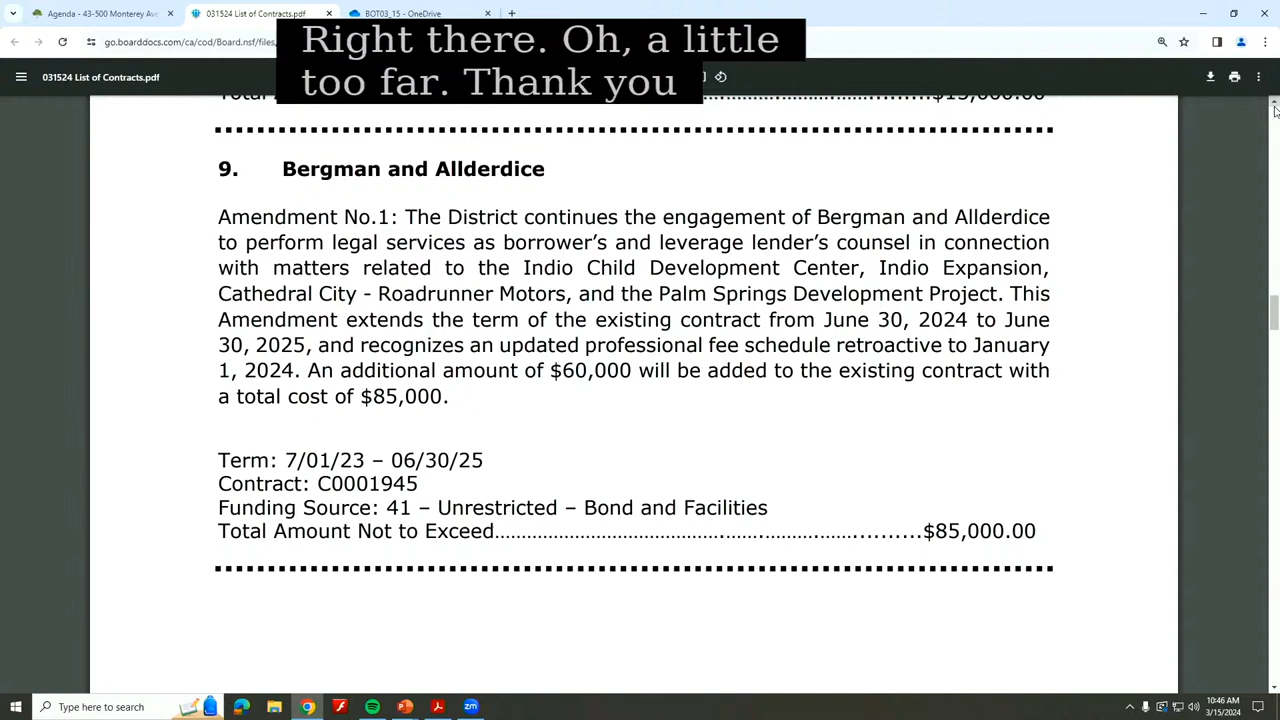 Agenda - 43-500 Monterey Ave
031524 List of Contracts.pdf
BOT03_15 - OneDrive
go.boarddocs.com/ca/cod/Board.nsf/files,
Right there. Oh, a little
too far. Thank you
031524 List of Contracts.pdf
$15,000.00
9. Bergman and Allderdice
Amendment No.1: The District continues the engagement of Bergman and Allderdice
to perform legal services as borrower’s and leverage lender’s counsel in connection
with matters related to the Indio Child Development Center, Indio Expansion,
Cathedral City - Roadrunner Motors, and the Palm Springs Development Project. This
Amendment extends the term of the existing contract from June 30, 2024 to June
30, 2025, and recognizes an updated professional fee schedule retroactive to January
1, 2024. An additional amount of $60,000 will be added to the existing contract with
a total cost of $85,000.
Term: 7/01/23 – 06/30/25
Contract: C0001945
Funding Source: 41 – Unrestricted – Bond and Facilities
Total Amount Not to Exceed........................$85,000.00
Type here to search
10:46 AM
3/15/2024